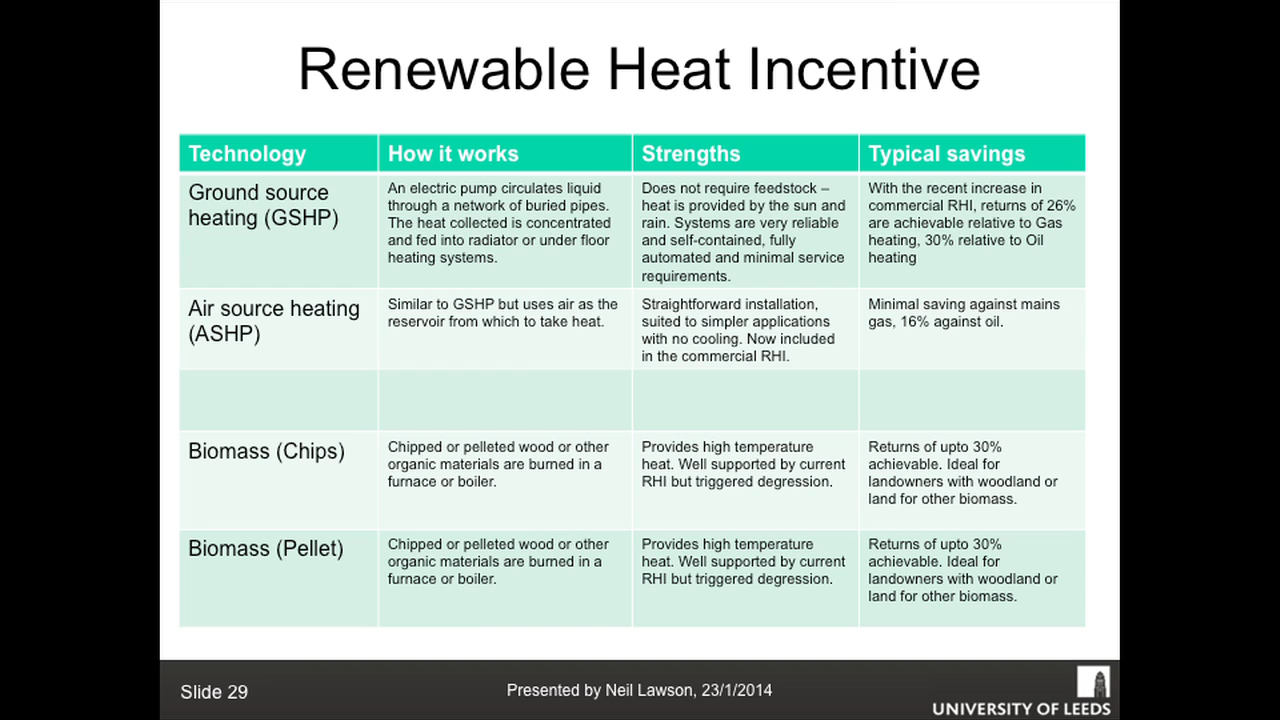 Renewable Heat Incentive
Technology
How it works
Strengths
Typical savings
Ground source
heating (GSHP)
An electric pump circulates liquid
through a network of buried pipes.
The heat collected is concentrated
and fed into radiator or under floor
heating systems.
Does not require feedstock –
heat is provided by the sun and
rain. Systems are very reliable
and self-contained, fully
automated and minimal service
requirements.
With the recent increase in
commercial RHI, returns of 26%
are achievable relative to Gas
heating, 30% relative to Oil
heating
Air source heating
(ASHP)
Similar to GSHP but uses air as the
reservoir from which to take heat.
Straightforward installation,
suited to simpler applications
with no cooling. Now included
in the commercial RHI.
Minimal saving against mains
gas, 16% against oil.
Biomass (Chips)
Chipped or pelleted wood or other
organic materials are burned in a
furnace or boiler.
Provides high temperature
heat. Well supported by current
RHI but triggered degression.
Returns of upto 30%
achievable. Ideal for
landowners with woodland or
land for other biomass.
Biomass (Pellet)
Chipped or pelleted wood or other
organic materials are burned in a
furnace or boiler.
Provides high temperature
heat. Well supported by current
RHI but triggered degression.
Returns of upto 30%
achievable. Ideal for
landowners with woodland or
land for other biomass.
Slide 29
Presented by Neil Lawson, 23/1/2014
UNIVERSITY OF LEEDS